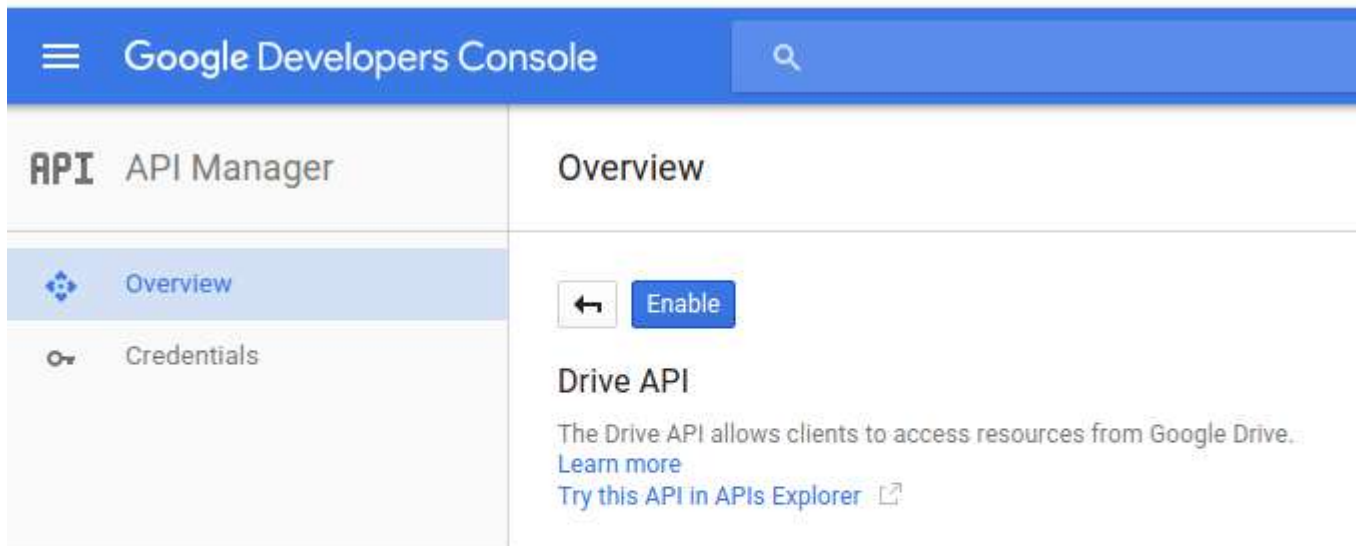 Google Developers Console
API API Manager
Overview
Overview
Credentials
Enable
Drive API
The Drive API allows clients to access resources from Google Drive.
Learn more
Try this API in APIs Explorer